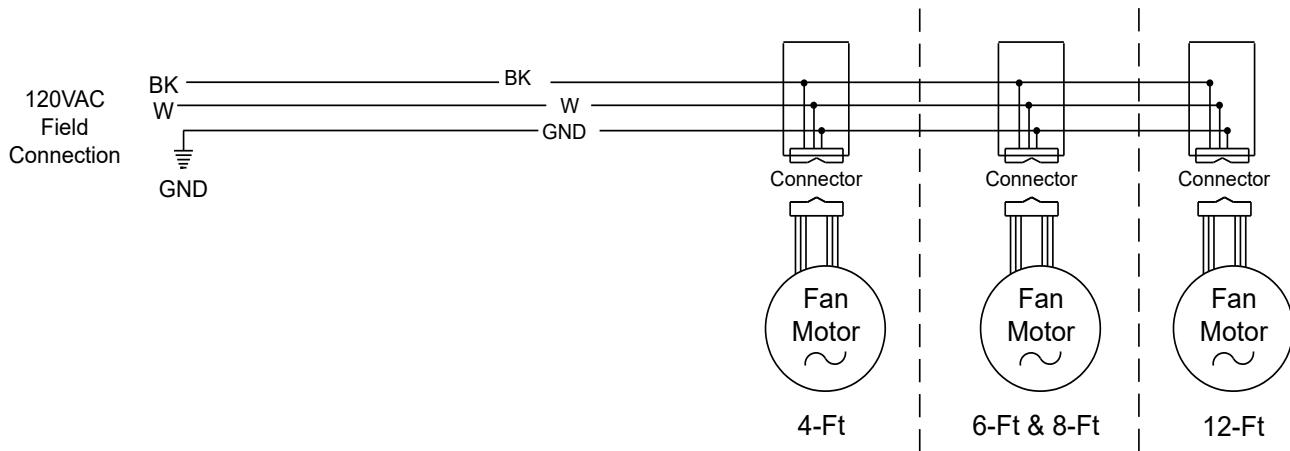 120VAC
Field
Connection
BK
W
GND
BK
W
GND
Connector
Connector
Connector
Fan
Motor
Fan
Motor
Fan
Motor
4-Ft
6-Ft & 8-Ft
12-Ft